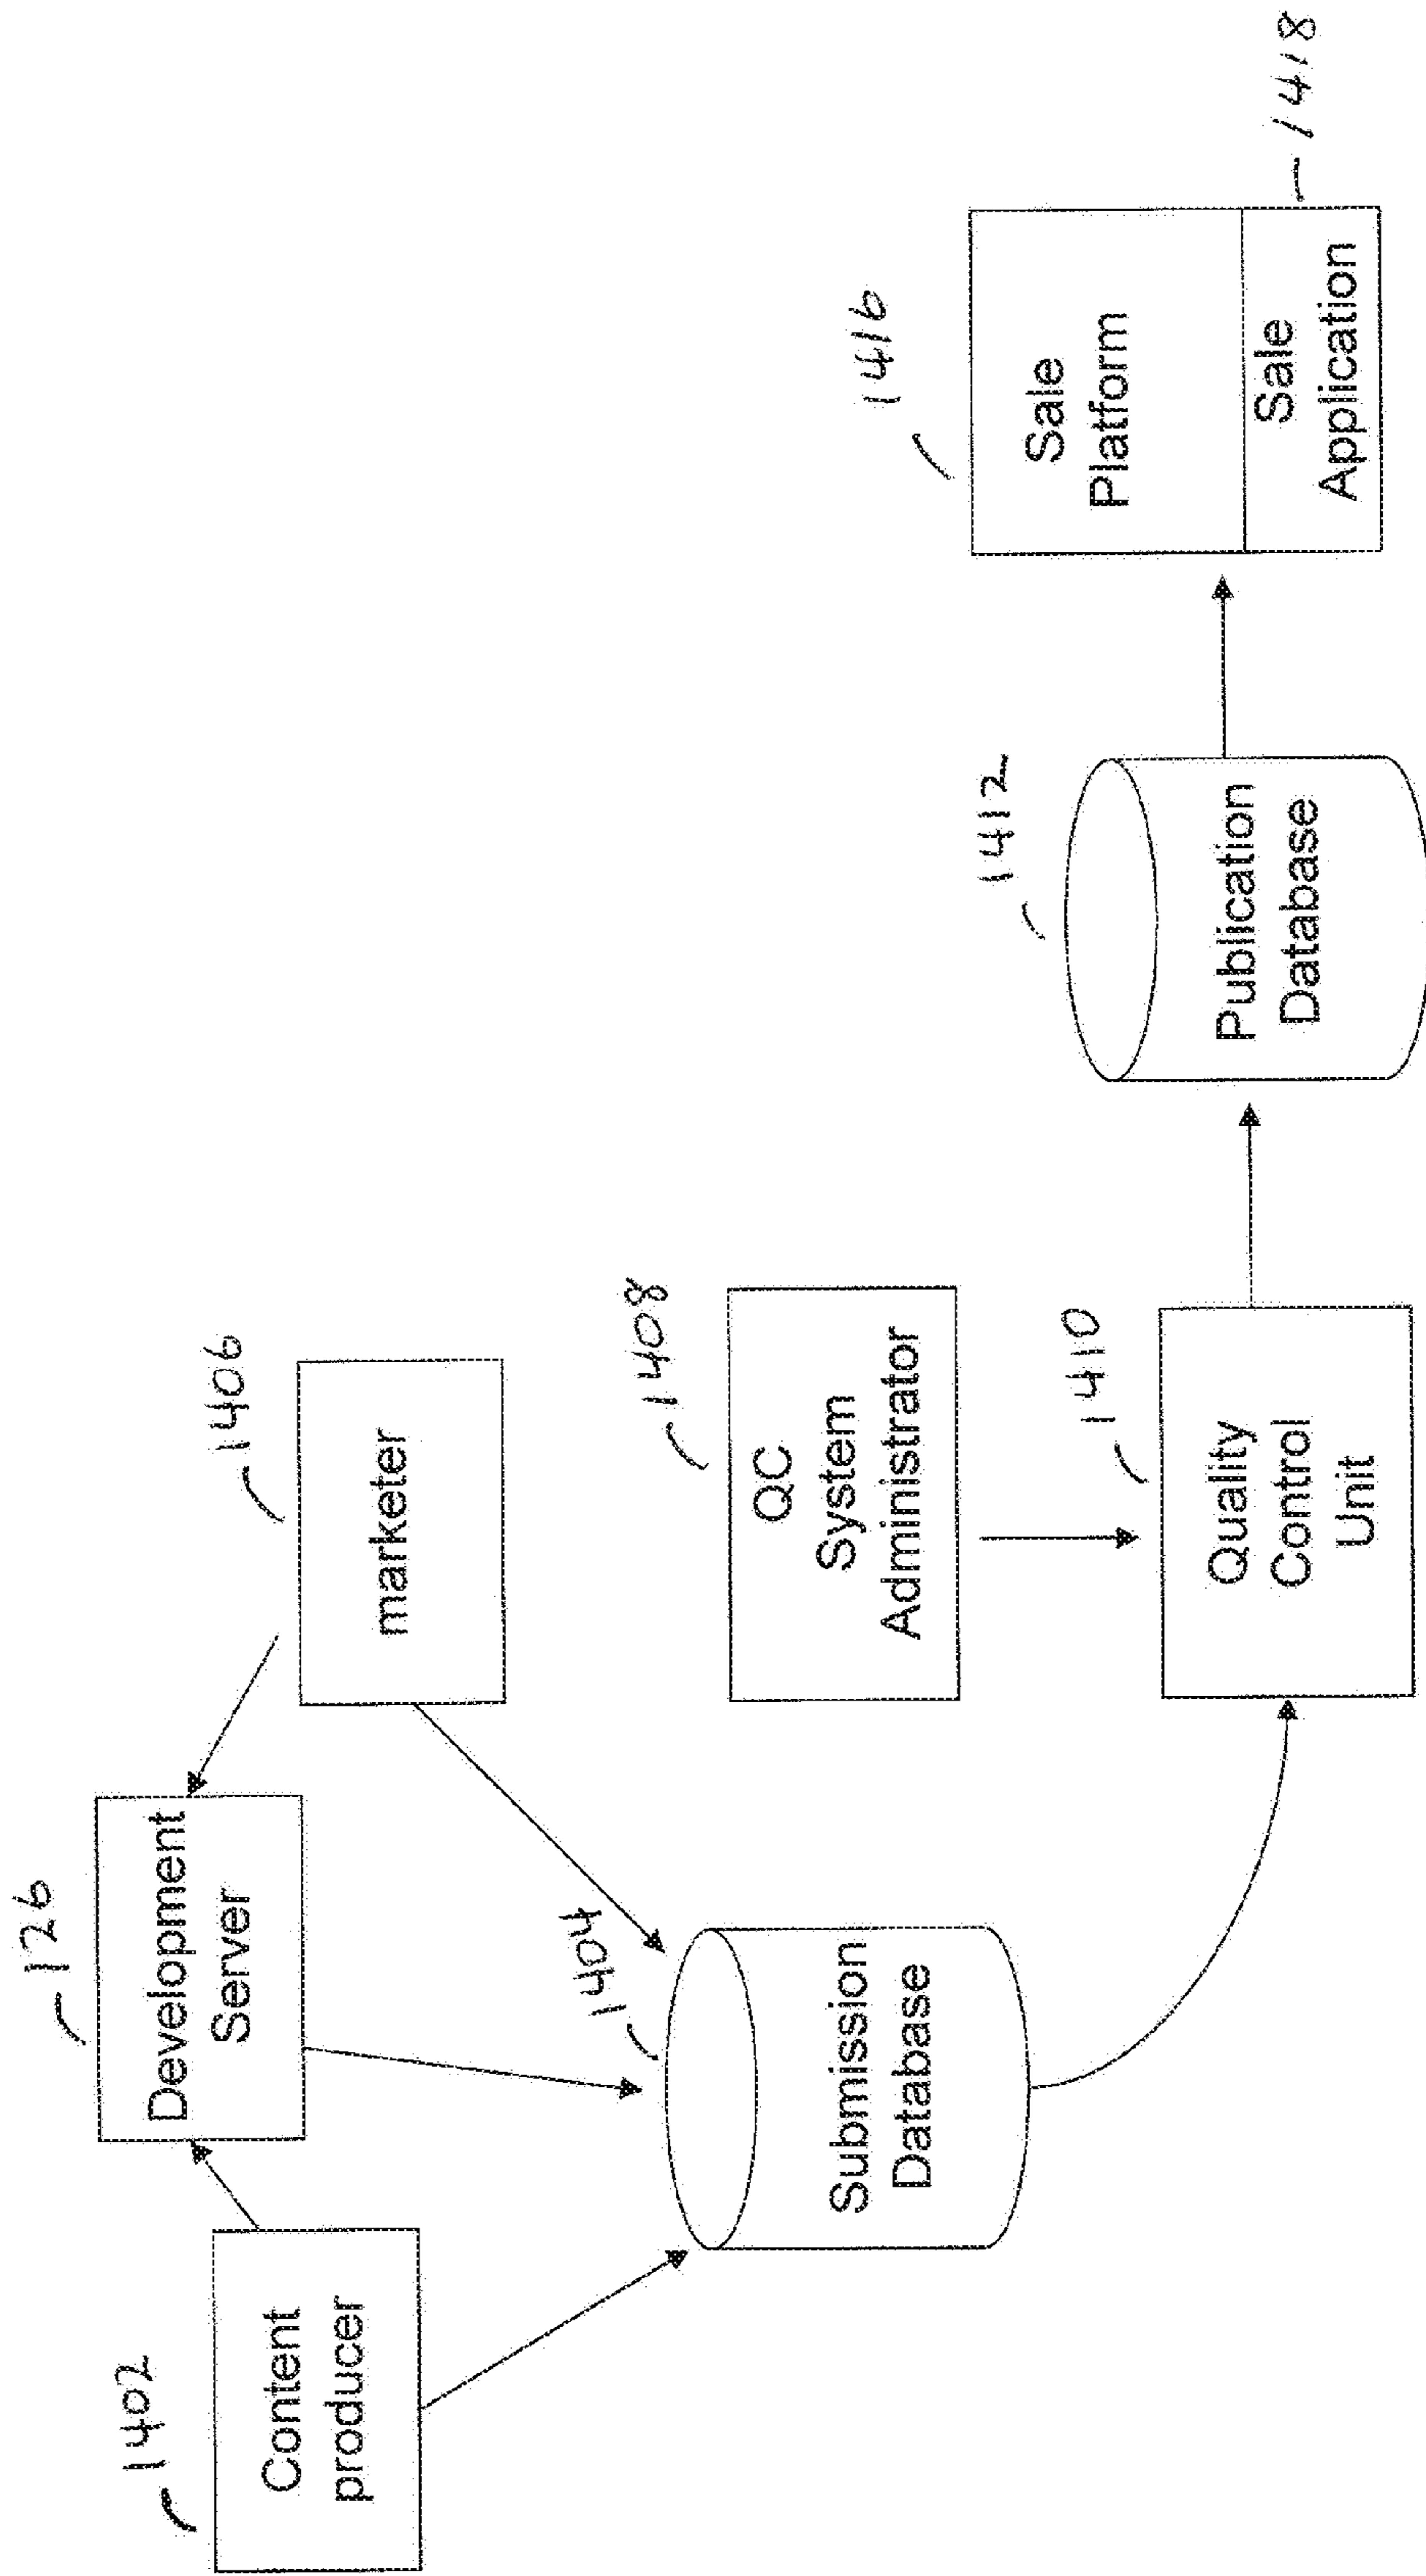 126
Development
Server
1402
Content
producer
1406
marketer
1404
Submission
Database
1408
QC
System
Administrator
1410
Quality
Control
Unit
1412
Publication
Database
1416
Sale
Platform
Sale
Application
1418